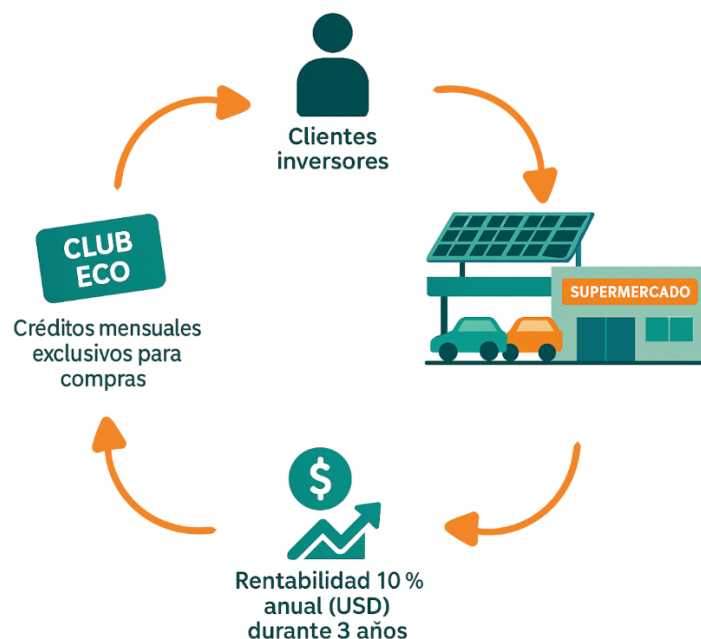 Clientes
inversores
SUPERMERCADO
$
Rentabilidad 10 %
anual (USD)
durante 3 años
CLUB
ECO
Créditos mensuales
exclusivos para
compras